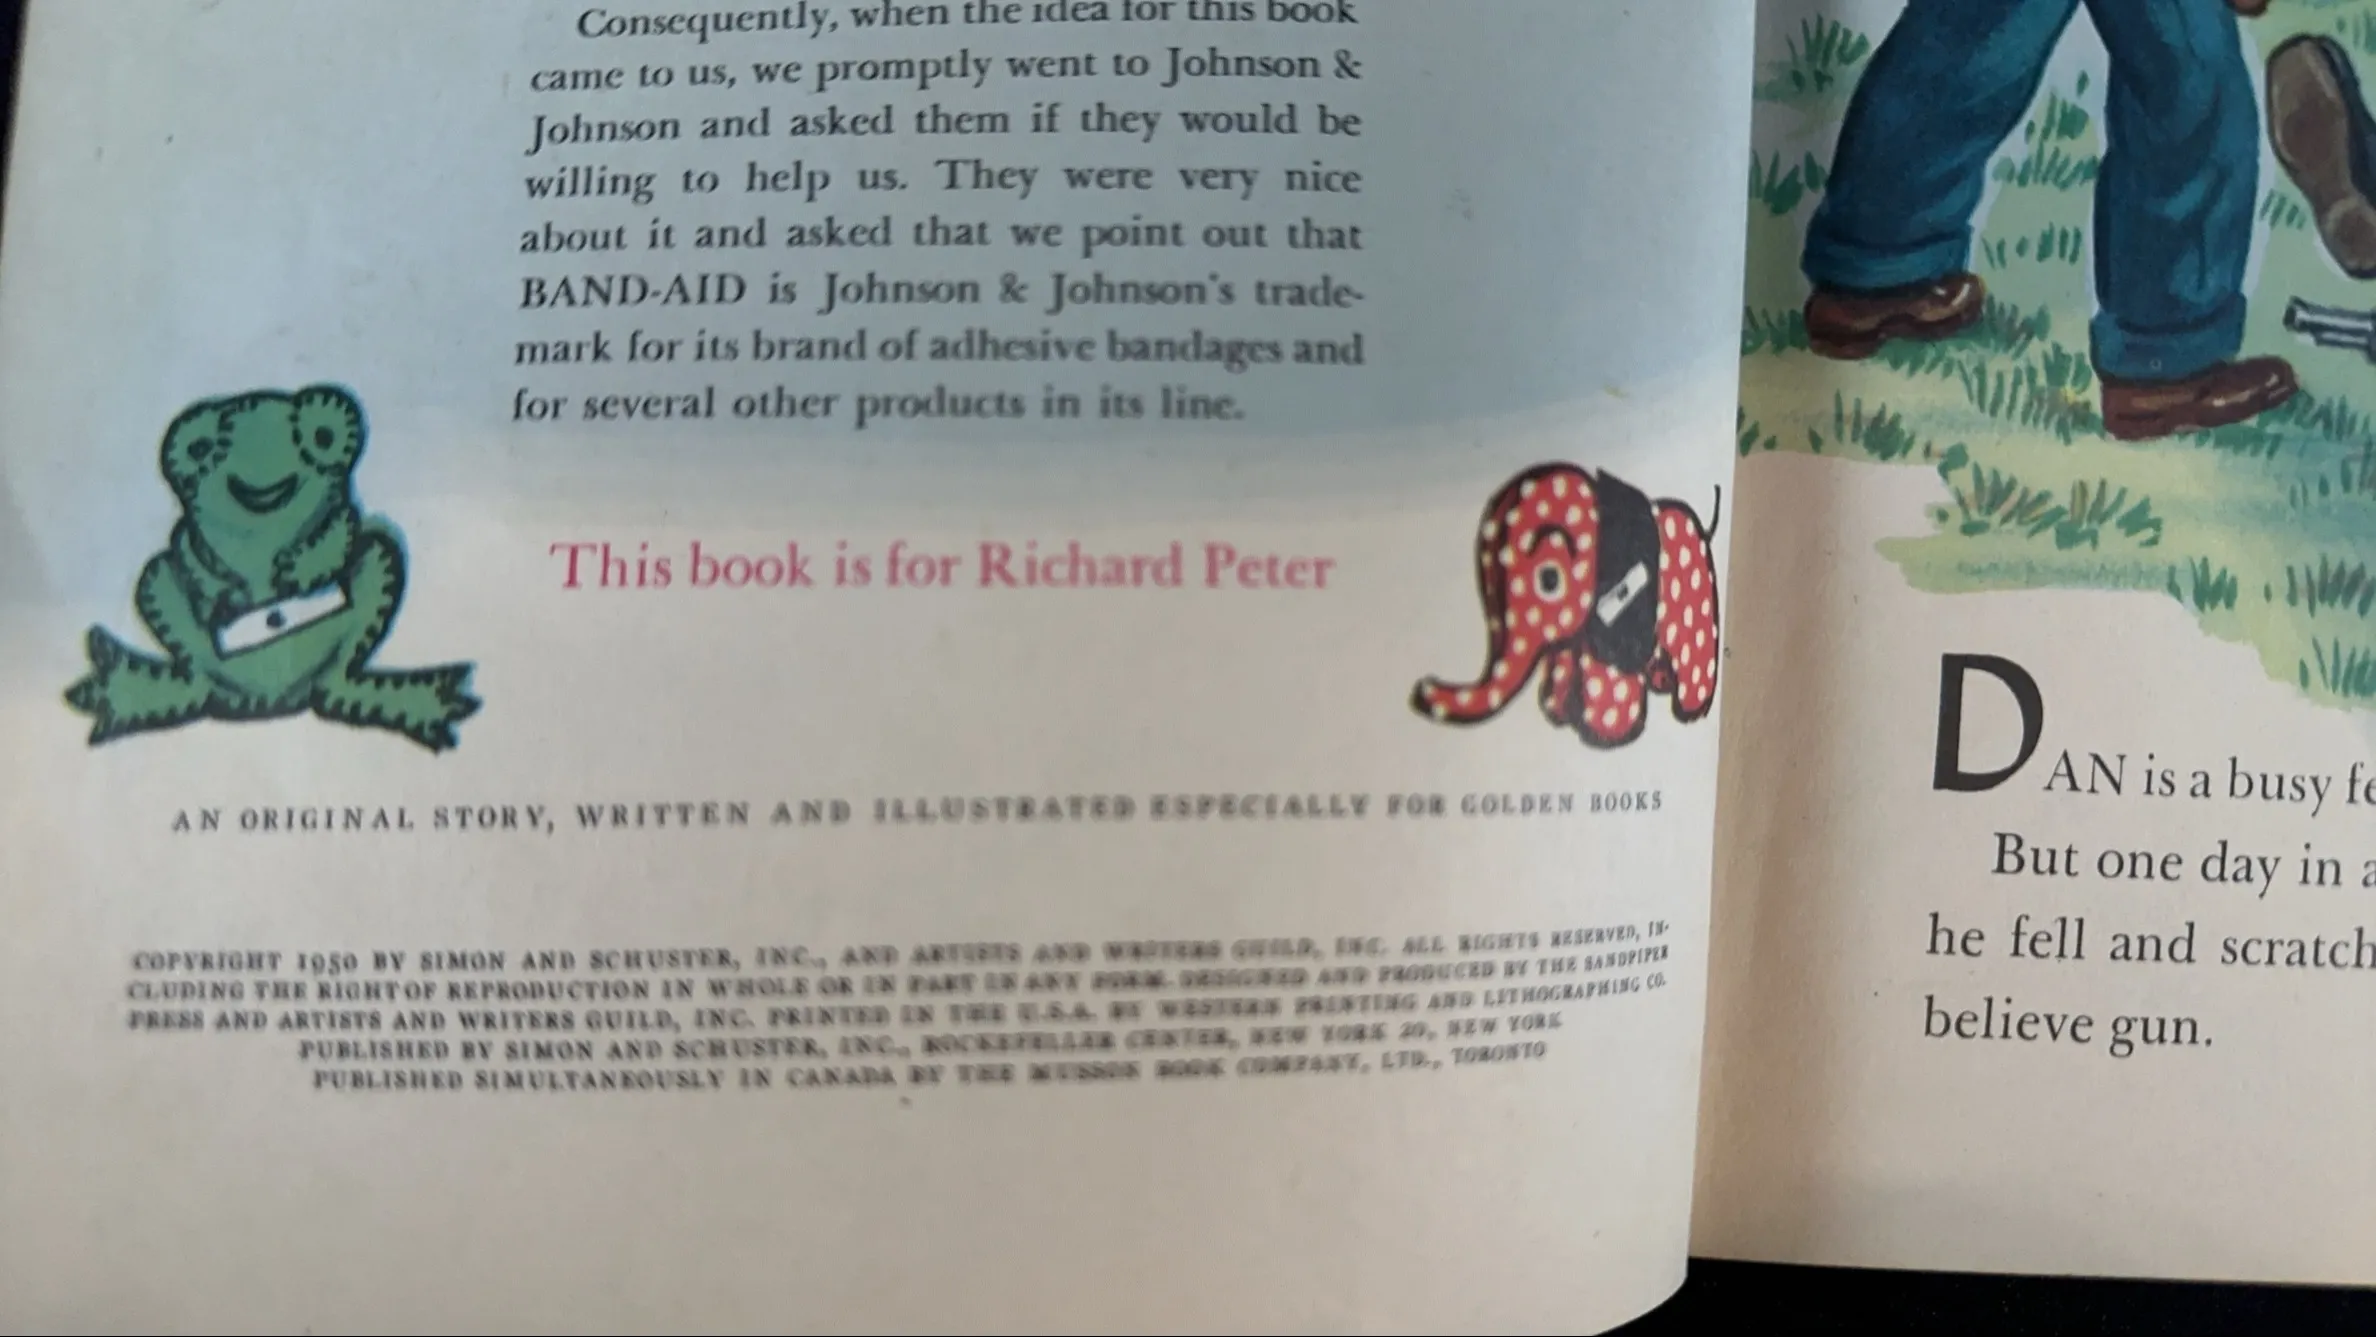 Consequently, when the idea for this book
came to us, we promptly went to Johnson &
Johnson and asked them if they would be
willing to help us. They were very nice
about it and asked that we point out that
BAND-AID is Johnson & Johnson's trade-
mark for its brand of adhesive bandages and
for several other products in its line.
This book is for Richard Peter
AN ORIGINAL STORY, WRITTEN AND ILLUSTRATED ESPECIALLY FOR GOLDEN BOOKS
COPYRIGHT 1950 BY SIMON AND SCHUSTER, INC., AND ARTISTS AND WRITERS GUILD, INC. ALL RIGHTS RESERVED, IN-
CLUDING THE RIGHT OF REPRODUCTION IN WHOLE OR IN PART IN ANY FORM. DESIGNED AND PRODUCED BY THE SANDPIPER
PRESS AND ARTISTS AND WRITERS GUILD, INC. PRINTED IN THE U.S.A. BY WESTERN PRINTING AND LITHOGRAPHING CO.
PUBLISHED BY SIMON AND SCHUSTER, INC., ROCKEFELLER CENTER, NEW YORK 20, NEW YORK
PUBLISHED SIMULTANEOUSLY IN CANADA BY THE MUSSON BOOK COMPANY, LTD., TORONTO
DAN is a busy fe
But one day in a
he fell and scratch
believe gun.